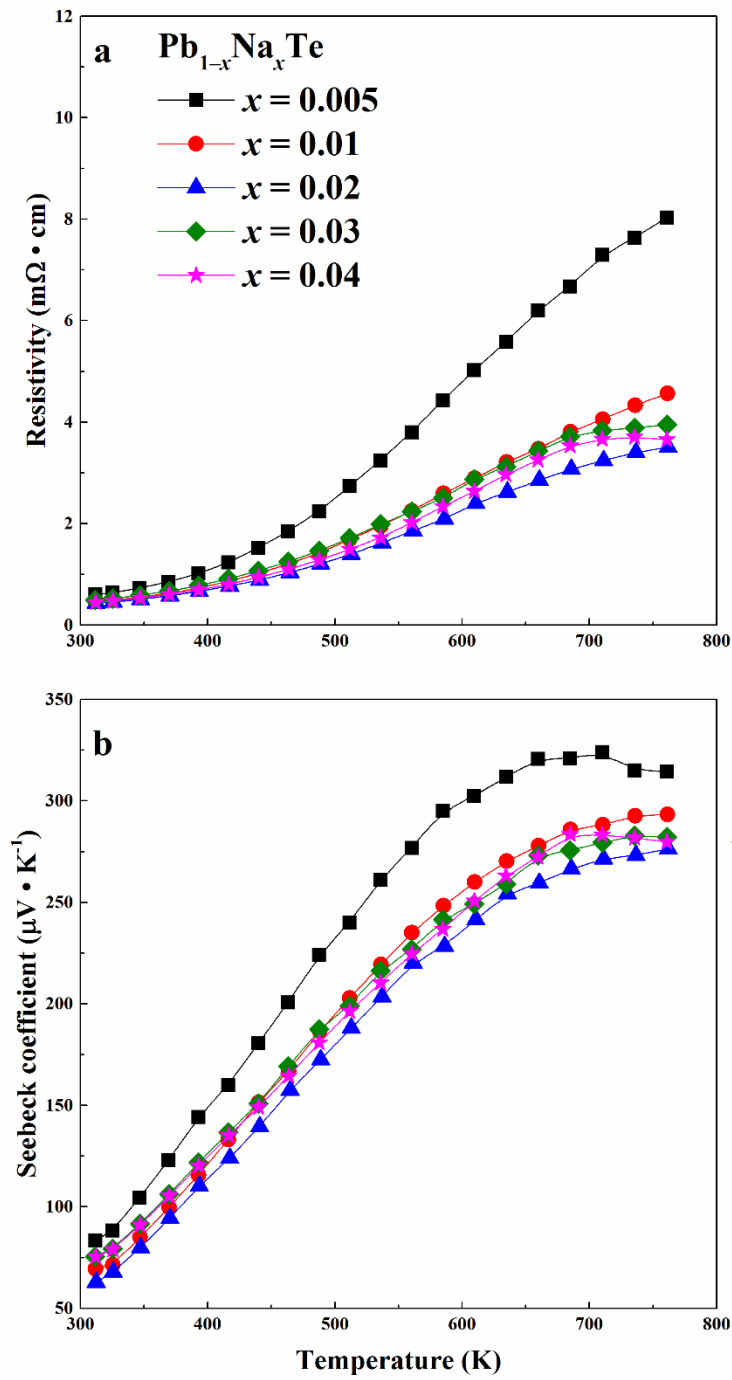 a
Pb₁₋ₓNaₓTe
x = 0.005
x = 0.01
x = 0.02
x = 0.03
x = 0.04
12
10
8
6
4
2
0
Resistivity (mΩ • cm)
300
400
500
600
700
800
b
350
300
250
200
150
100
50
Seebeck coefficient (μV • K⁻¹)
300
400
500
600
700
800
Temperature (K)